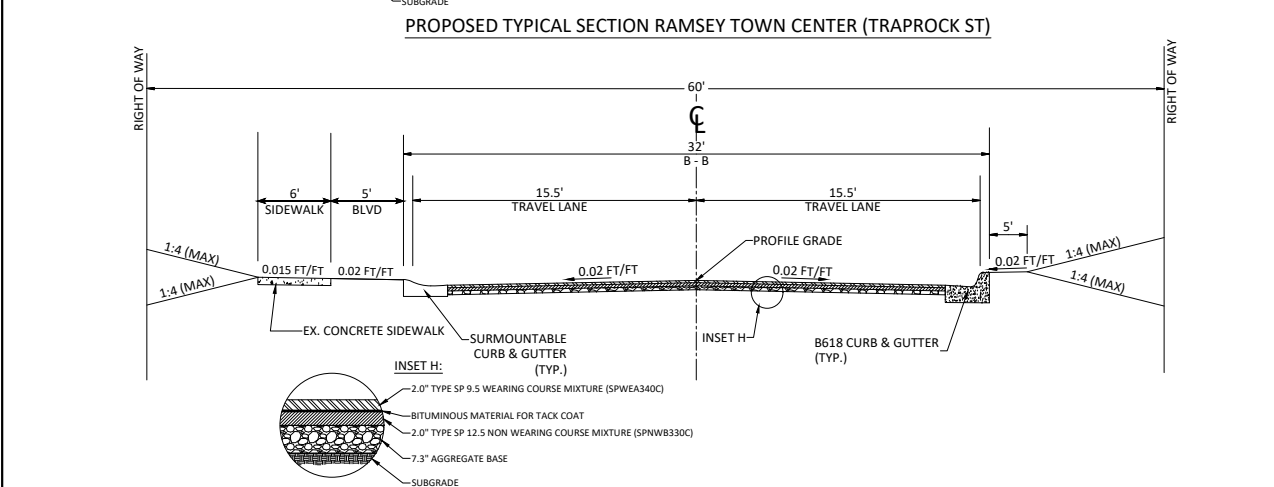 SUBGRADE
PROPOSED TYPICAL SECTION RAMSEY TOWN CENTER (TRAPROCK ST)
RIGHT OF WAY
RIGHT OF WAY
60'
℄
32'
B - B
6'
SIDEWALK
5'
BLVD
15.5'
TRAVEL LANE
15.5'
TRAVEL LANE
5'
PROFILE GRADE
1:4 (MAX)
1:4 (MAX)
0.015 FT/FT
0.02 FT/FT
0.02 FT/FT
0.02 FT/FT
0.02 FT/FT
1:4 (MAX)
1:4 (MAX)
EX. CONCRETE SIDEWALK
SURMOUNTABLE
CURB & GUTTER
(TYP.)
INSET H
B618 CURB & GUTTER
(TYP.)
INSET H:
2.0" TYPE SP 9.5 WEARING COURSE MIXTURE (SPWEA340C)
BITUMINOUS MATERIAL FOR TACK COAT
2.0" TYPE SP 12.5 NON WEARING COURSE MIXTURE (SPNWB330C)
7.3" AGGREGATE BASE
SUBGRADE